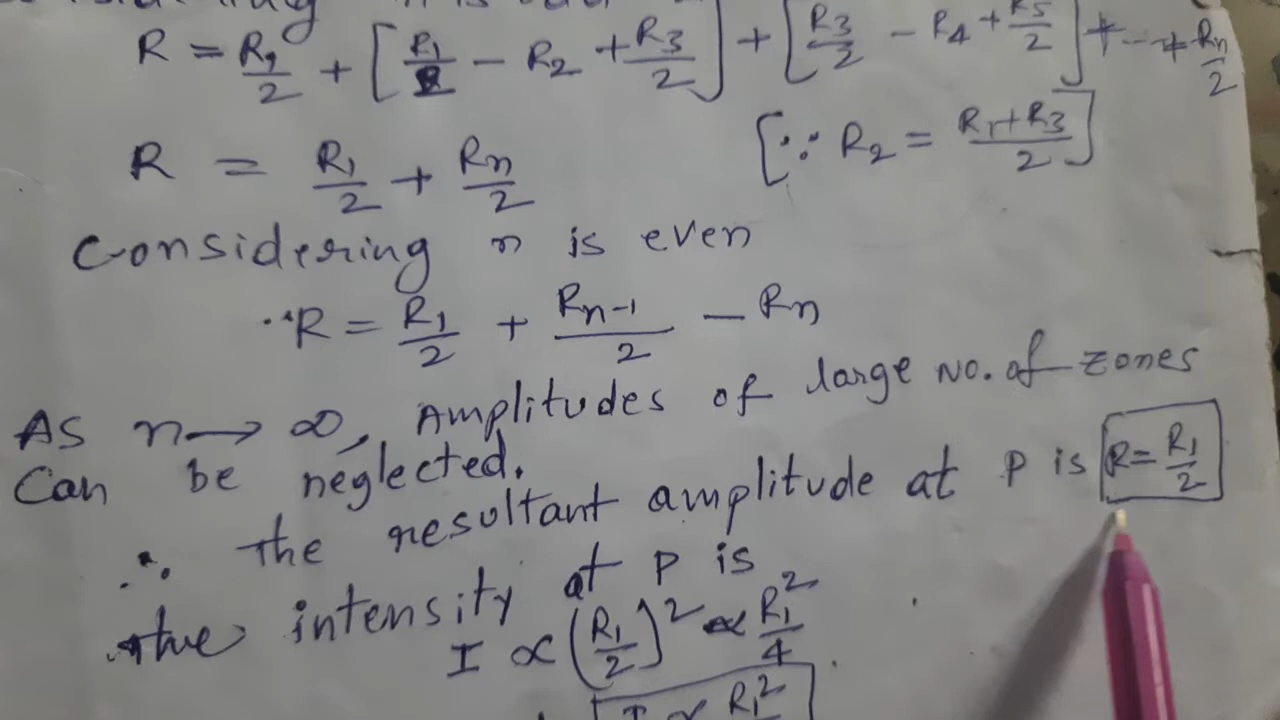 R = R1/2 + [R1/2 - R2 + R3/2] + [R3/2 - R4 + R5/2] + --- + Rn/2
R = R1/2 + Rn/2 [∵ R2 = (R1+R3)/2]
Considering n is even
∴ R = R1/2 + Rn-1/2 - Rn
As n → ∞, Amplitudes of large No. of zones
Can be neglected.
∴ the resultant amplitude at P is R = R1/2
the intensity at P is
I ∝ (R1/2)² ∝ R1²/4
I ∝ R1²